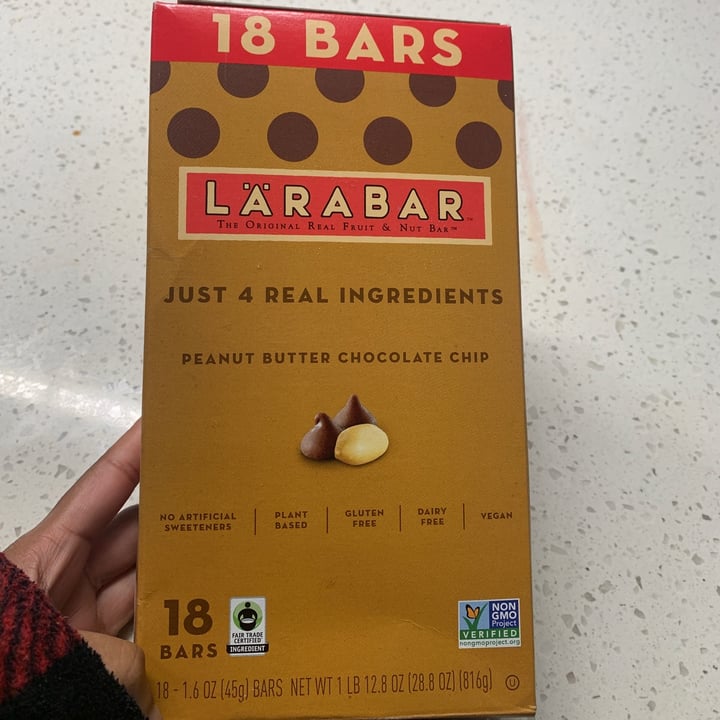 18 BARS
LÄRABAR™
The Original Real Fruit & Nut Bar™
JUST 4 REAL INGREDIENTS
PEANUT BUTTER CHOCOLATE CHIP
NO ARTIFICIAL
SWEETENERS
PLANT
BASED
GLUTEN
FREE
DAIRY
FREE
VEGAN
18
BARS
FAIR TRADE
CERTIFIED
INGREDIENT
NON
GMO
Project
VERIFIED
nongmoproject.org
18 - 1.6 OZ (45g) BARS NET WT 1 LB 12.8 OZ (28.8 OZ) (816g) U